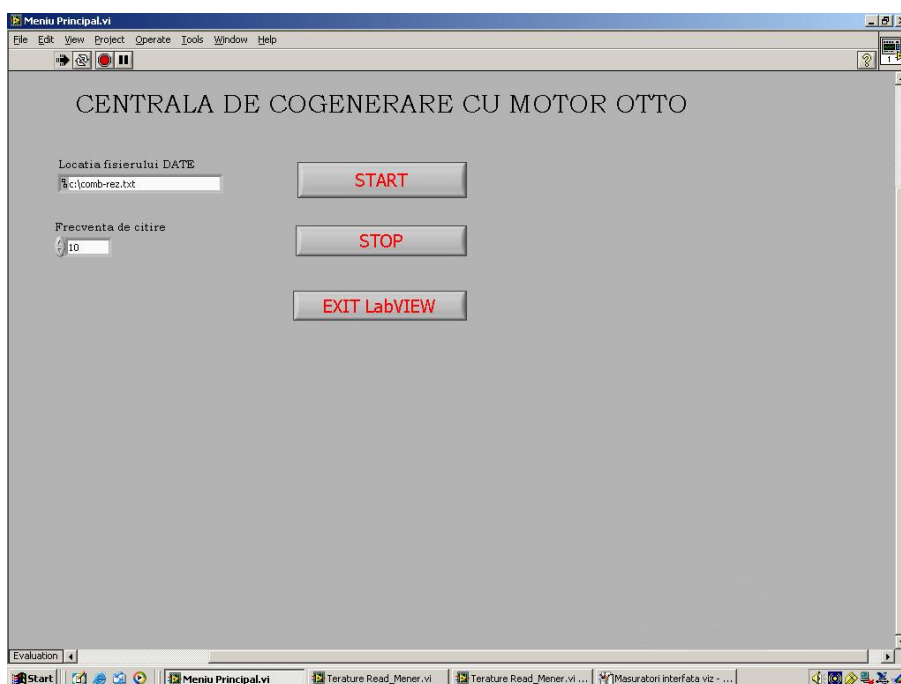 Meniu Principal.vi
File Edit View Project Operate Tools Window Help
CENTRALA DE COGENERARE CU MOTOR OTTO
Locatia fisierului DATE
c:\comb-rez.txt
START
Frecventa de citire
10
STOP
EXIT LabVIEW
Evaluation
Start Meniu Principal.vi Terature Read_Mener.vi Terature Read_Mener.vi ... Masuratori interfata viz - ...